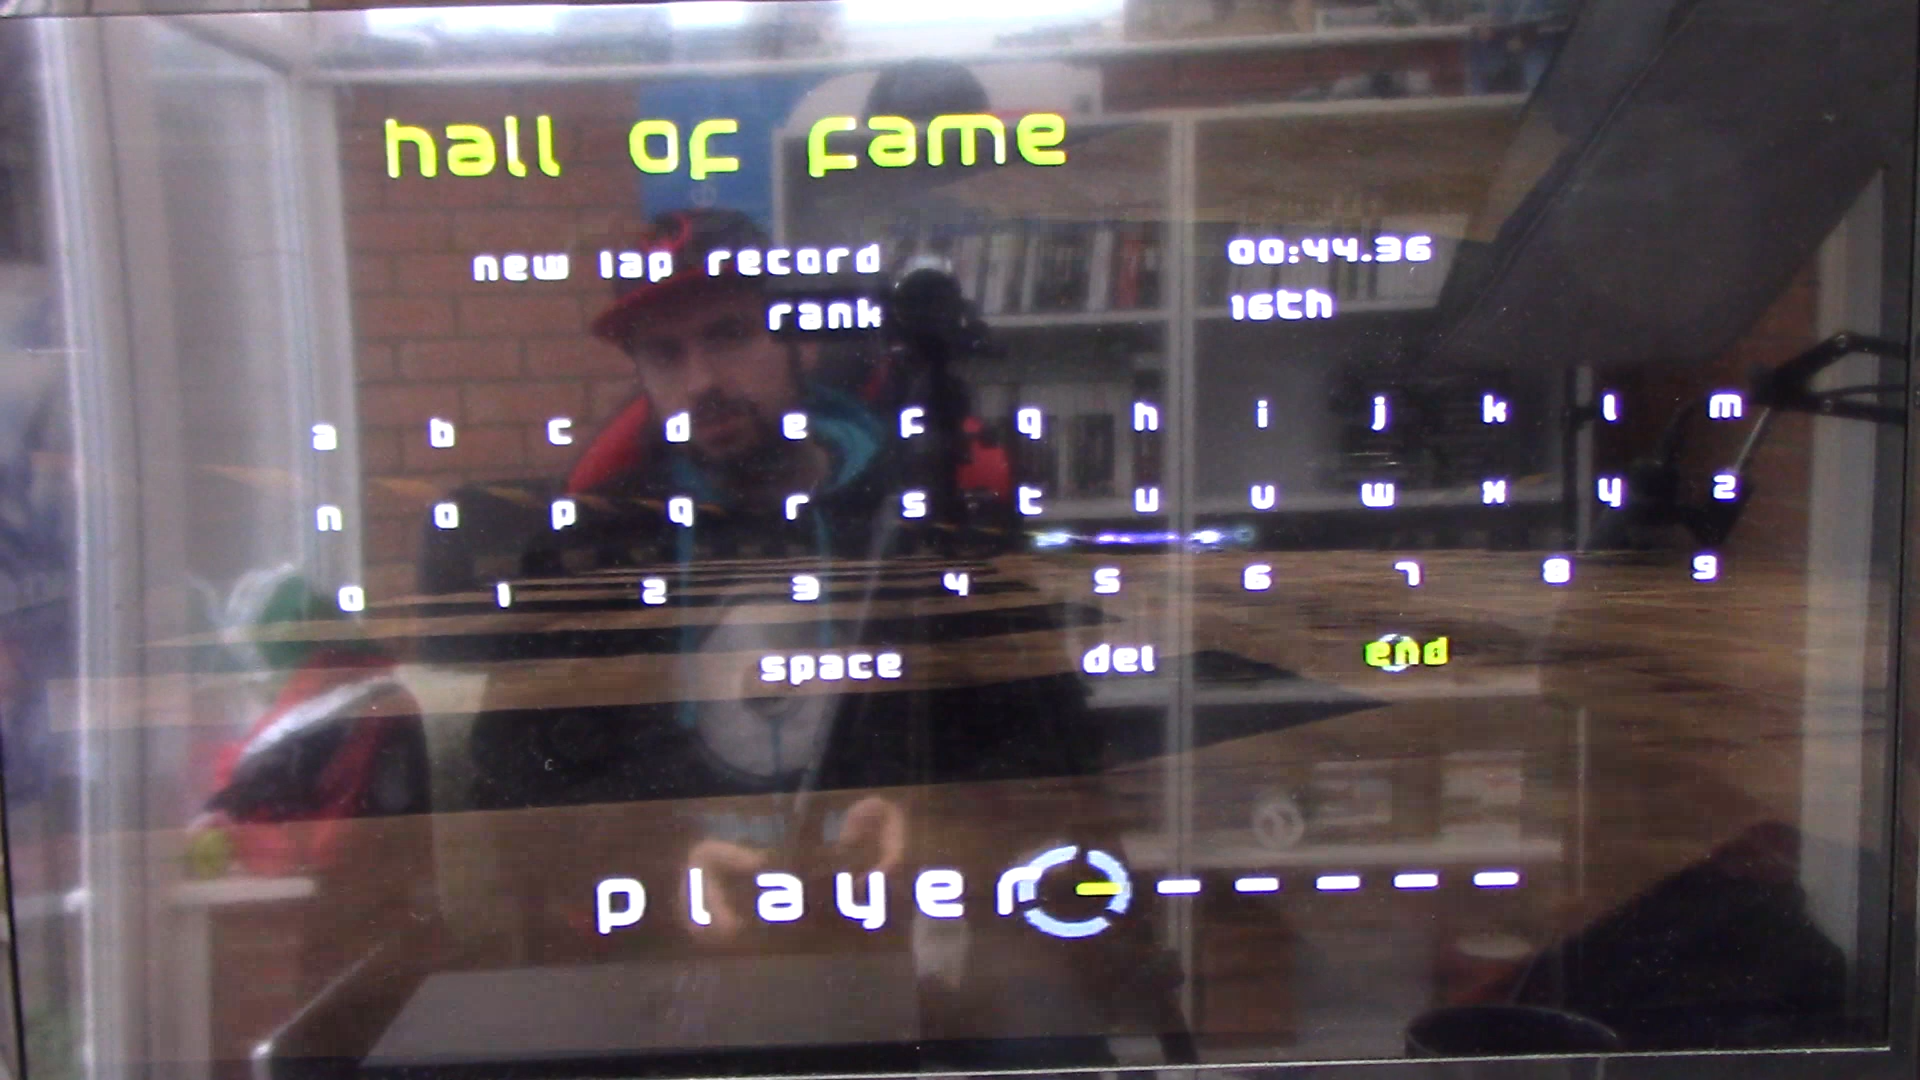 hall of fame
new lap record 00:44.36
rank 16th
a b c d e f g h i j k l m
n o p q r s t u v w x y z
0 1 2 3 4 5 6 7 8 9
space del end
player